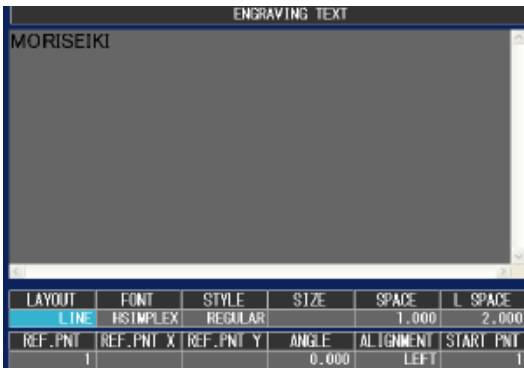 ENGRAVING TEXT
MORISEIKI
LAYOUT FONT STYLE SIZE SPACE L SPACE
LINE HSIMPLEX REGULAR 1.000 2.000
REF.PNT REF.PNT X REF.PNT Y ANGLE ALIGNMENT START PNT
1 0.000 LEFT 1